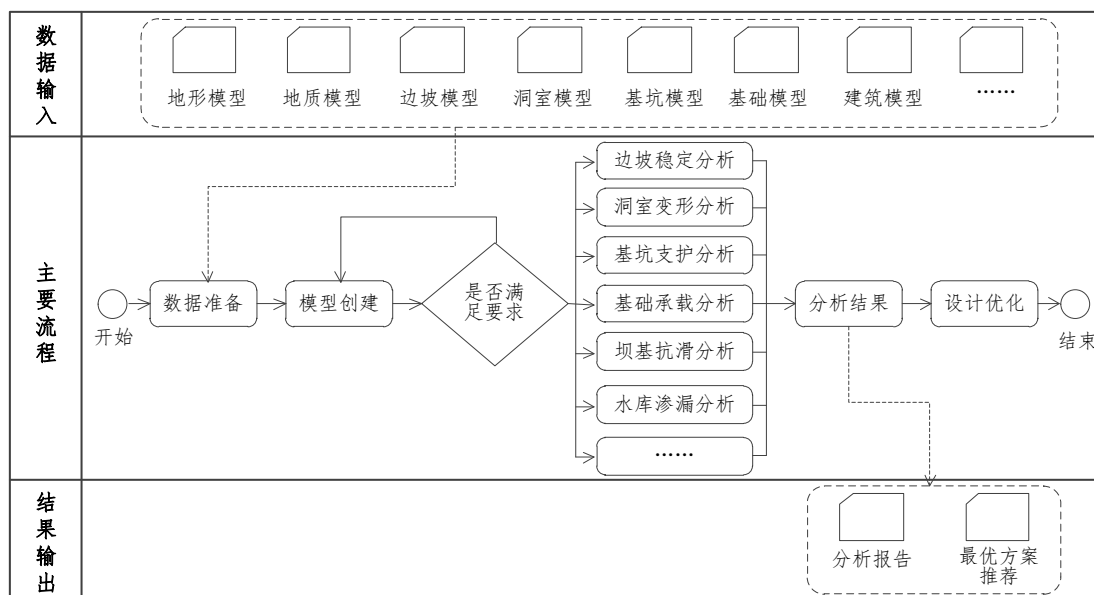 数据输入
地形模型
地质模型
边坡模型
洞室模型
基坑模型
基础模型
建筑模型
……
主要流程
开始
数据准备
模型创建
是否满
足要求
边坡稳定分析
洞室变形分析
基坑支护分析
基础承载分析
坝基抗滑分析
水库渗漏分析
……
分析结果
设计优化
结束
结果输出
分析报告
最优方案
推荐